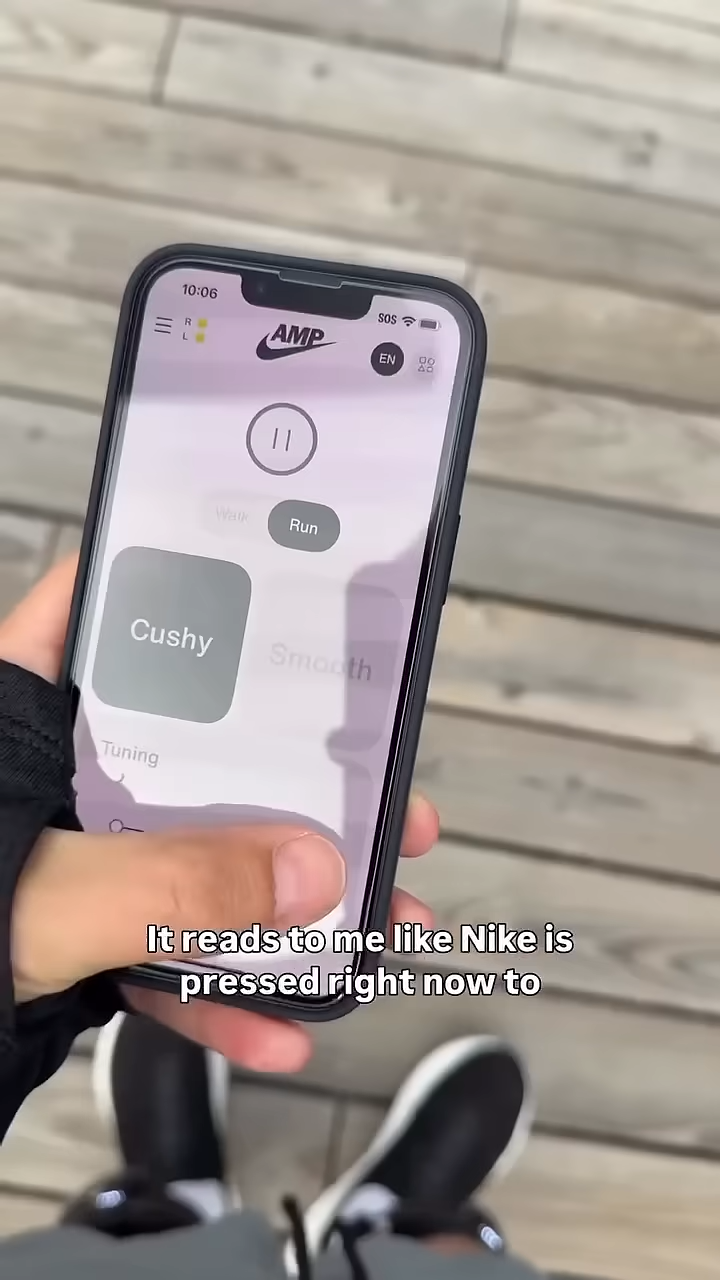 10:06
SOS
R
L
AMP
EN
Walk
Run
Cushy
Smooth
Tuning
It reads to me like Nike is
pressed right now to